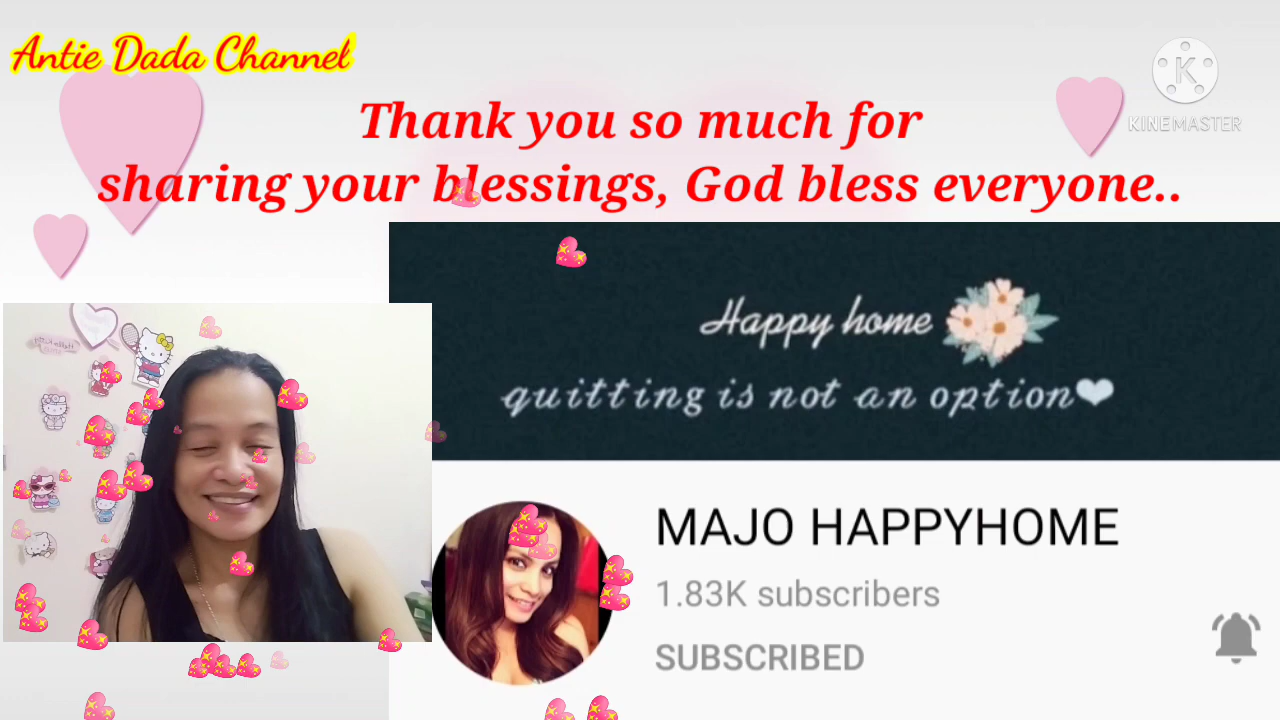 Antie Dada Channel
KINEMASTER
Thank you so much for
sharing your blessings, God bless everyone..
Happy home
quitting is not an option
MAJO HAPPYHOME
1.83K subscribers
SUBSCRIBED